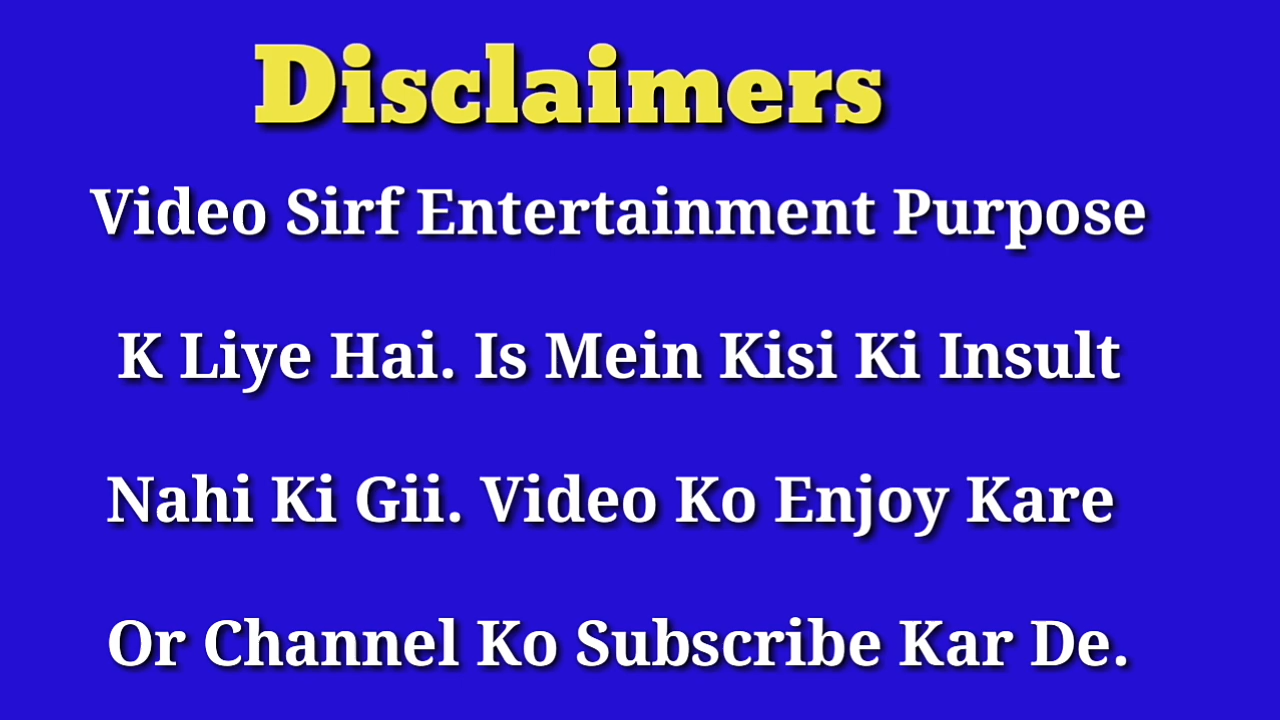 Disclaimers
Video Sirf Entertainment Purpose
K Liye Hai. Is Mein Kisi Ki Insult
Nahi Ki Gii. Video Ko Enjoy Kare
Or Channel Ko Subscribe Kar De.